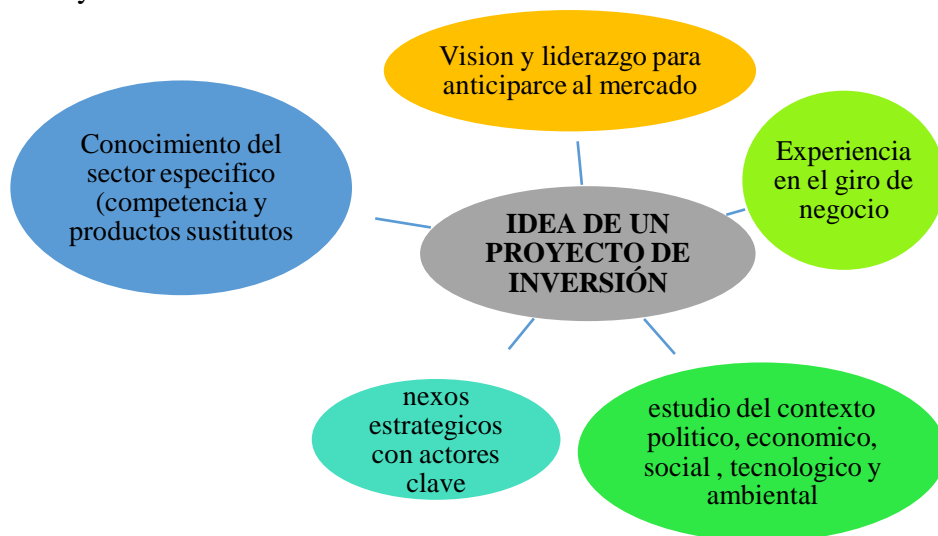 Vision y liderazgo para
anticiparce al mercado
Conocimiento del
sector especifico
(competencia y
productos sustitutos
Experiencia
en el giro de
negocio
IDEA DE UN
PROYECTO DE
INVERSIÓN
nexos
estrategicos
con actores
clave
estudio del contexto
politico, economico,
social , tecnologico y
ambiental